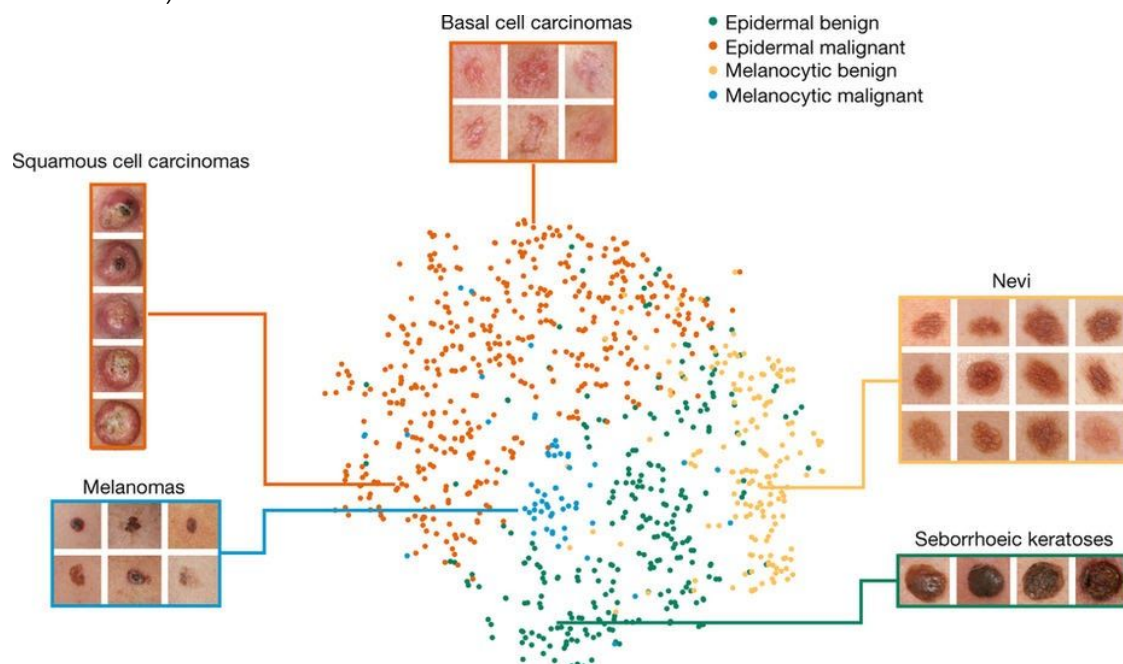 Basal cell carcinomas
Epidermal benign
Epidermal malignant
Melanocytic benign
Melanocytic malignant
Squamous cell carcinomas
Nevi
Melanomas
Seborrhoeic keratoses